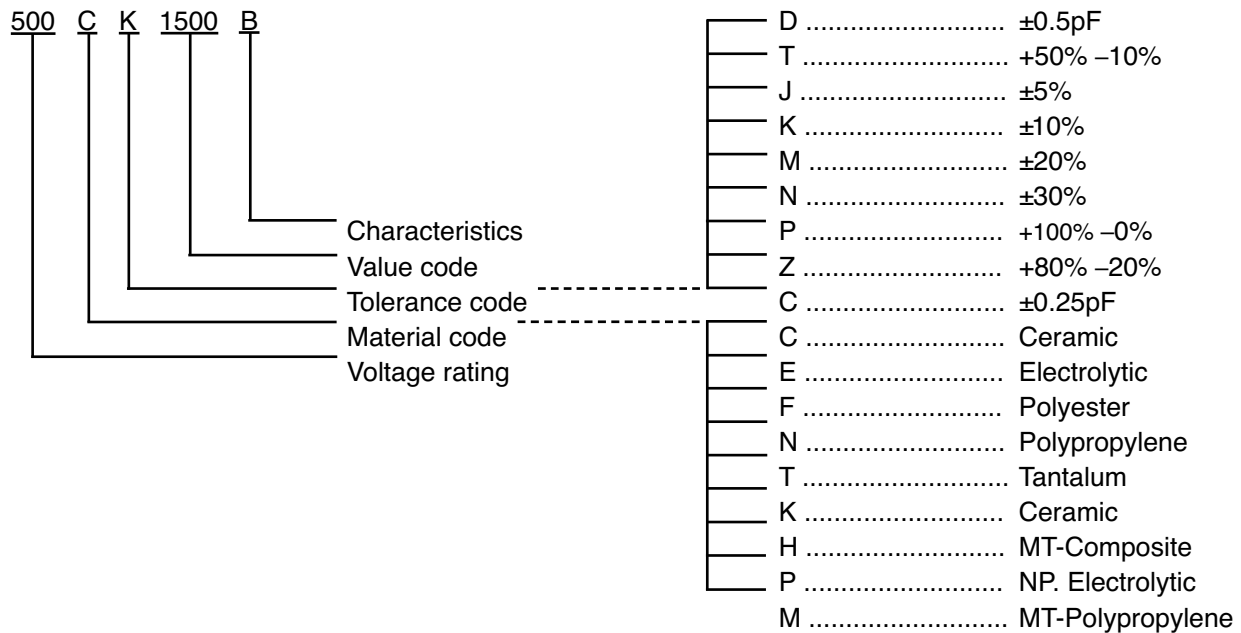 500 C K 1500 B
Characteristics
Value code
Tolerance code
Material code
Voltage rating
D ......................... ±0.5pF
T .......................... +50% –10%
J .......................... ±5%
K ......................... ±10%
M ......................... ±20%
N ......................... ±30%
P ......................... +100% –0%
Z ......................... +80% –20%
C ......................... ±0.25pF
C ......................... Ceramic
E ......................... Electrolytic
F ......................... Polyester
N ......................... Polypropylene
T .......................... Tantalum
K ......................... Ceramic
H ......................... MT-Composite
P ......................... NP. Electrolytic
M ......................... MT-Polypropylene